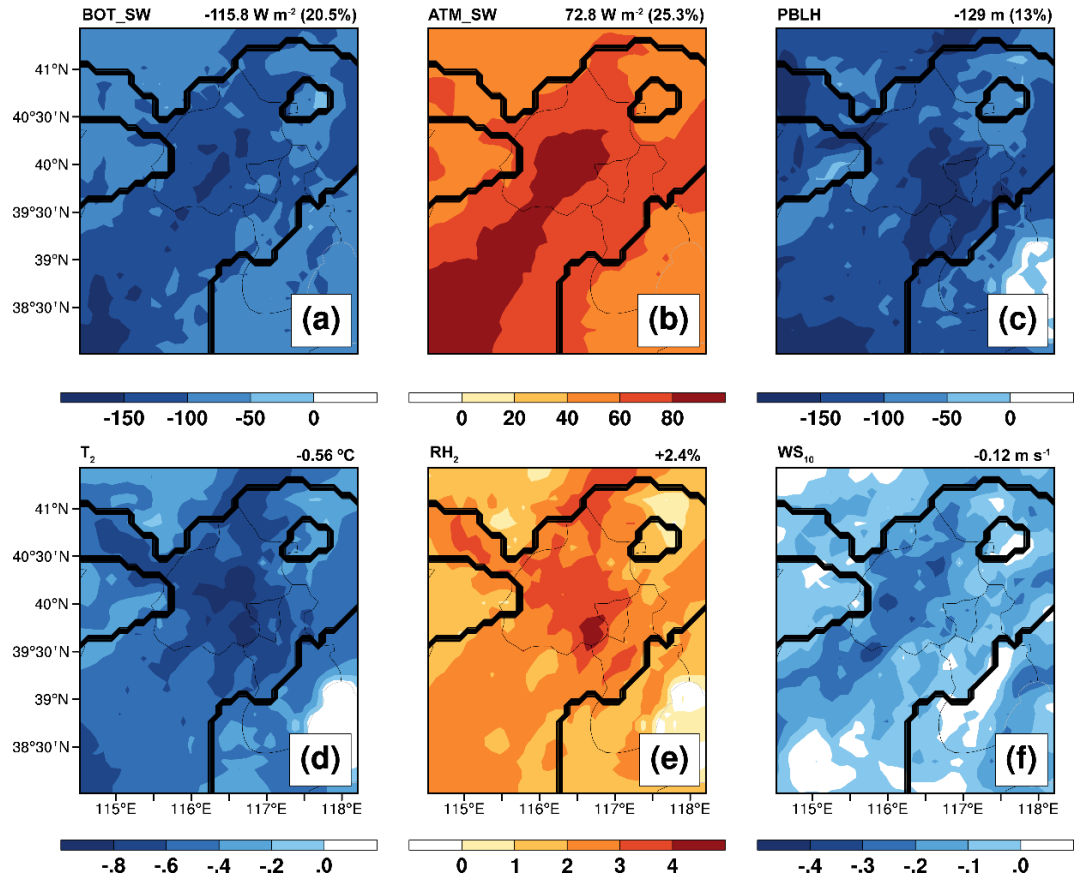 BOT_SW -115.8 W m⁻² (20.5%)
ATM_SW 72.8 W m⁻² (25.3%)
PBLH -129 m (13%)
41°N
40°30'N
40°N
39°30'N
39°N
38°30'N
(a)
(b)
(c)
-150 -100 -50 0
0 20 40 60 80
-150 -100 -50 0
T₂ -0.56 °C
RH₂ +2.4%
WS₁₀ -0.12 m s⁻¹
41°N
40°30'N
40°N
39°30'N
39°N
38°30'N
(d)
(e)
(f)
115°E 116°E 117°E 118°E
115°E 116°E 117°E 118°E
115°E 116°E 117°E 118°E
-.8 -.6 -.4 -.2 .0
0 1 2 3 4
-.4 -.3 -.2 -.1 .0